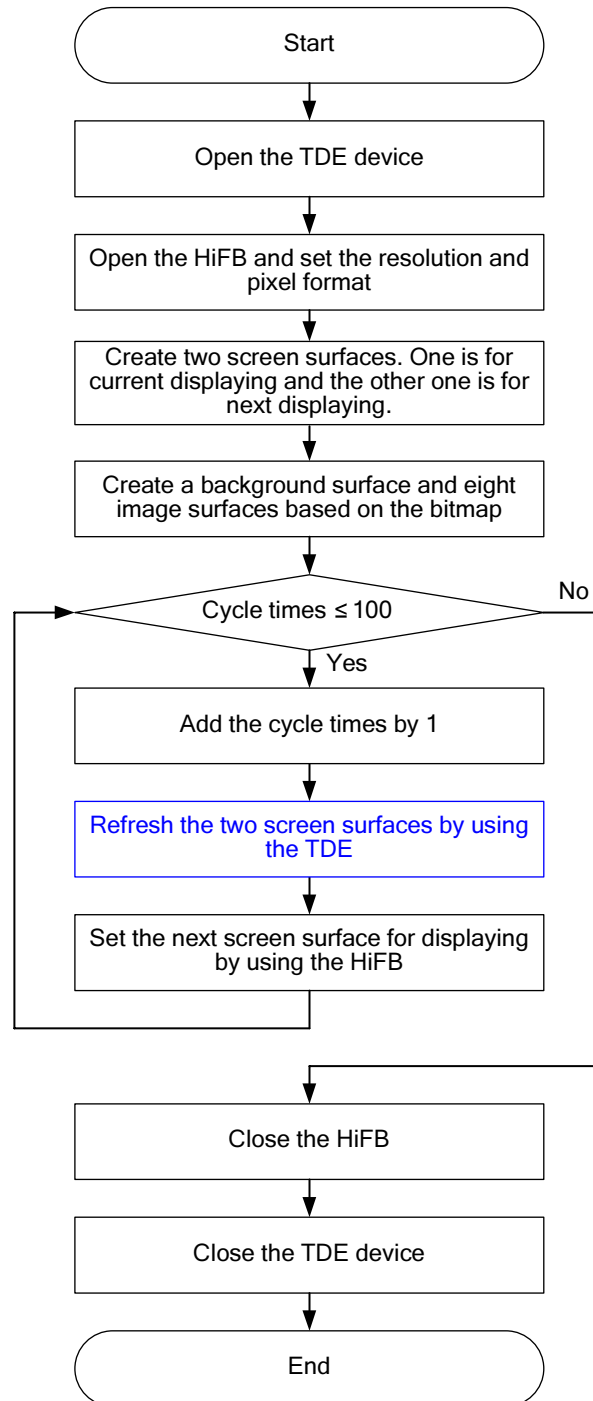 Start
Open the TDE device
Open the HiFB and set the resolution and
pixel format
Create two screen surfaces. One is for
current displaying and the other one is for
next displaying.
Create a background surface and eight
image surfaces based on the bitmap
Cycle times ≤ 100
No
Yes
Add the cycle times by 1
Refresh the two screen surfaces by using
the TDE
Set the next screen surface for displaying
by using the HiFB
Close the HiFB
Close the TDE device
End